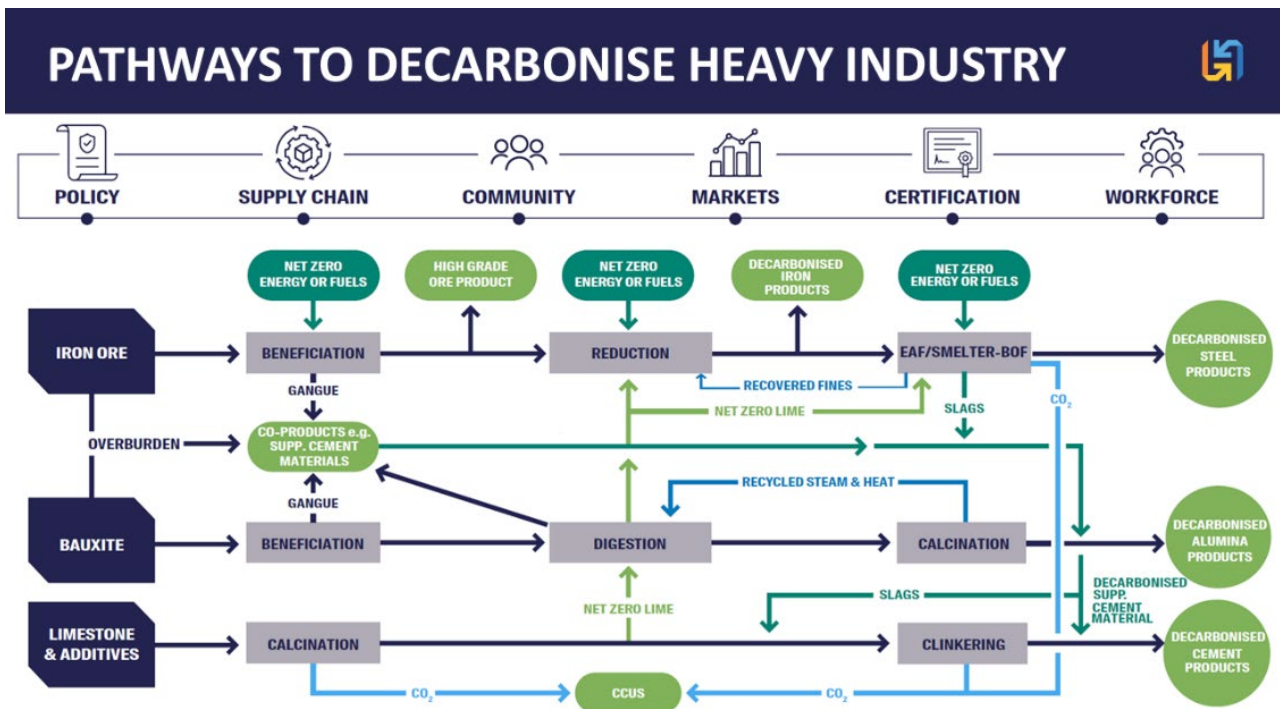 PATHWAYS TO DECARBONISE HEAVY INDUSTRY
POLICY
SUPPLY CHAIN
COMMUNITY
MARKETS
CERTIFICATION
WORKFORCE
NET ZERO
ENERGY OR FUELS
HIGH GRADE
ORE PRODUCT
NET ZERO
ENERGY OR FUELS
DECARBONISED
IRON
PRODUCTS
NET ZERO
ENERGY OR FUELS
IRON ORE
BENEFICIATION
REDUCTION
EAF/SMELTER-BOF
DECARBONISED
STEEL
PRODUCTS
GANGUE
RECOVERED FINES
NET ZERO LIME
SLAGS
CO₂
OVERBURDEN
CO-PRODUCTS e.g.
SUPP. CEMENT
MATERIALS
GANGUE
RECYCLED STEAM & HEAT
BAUXITE
BENEFICIATION
DIGESTION
CALCINATION
DECARBONISED
ALUMINA
PRODUCTS
NET ZERO LIME
SLAGS
DECARBONISED
SUPP.
CEMENT
MATERIAL
LIMESTONE
& ADDITIVES
CALCINATION
CLINKERING
DECARBONISED
CEMENT
PRODUCTS
CO₂
CCUS
CO₂